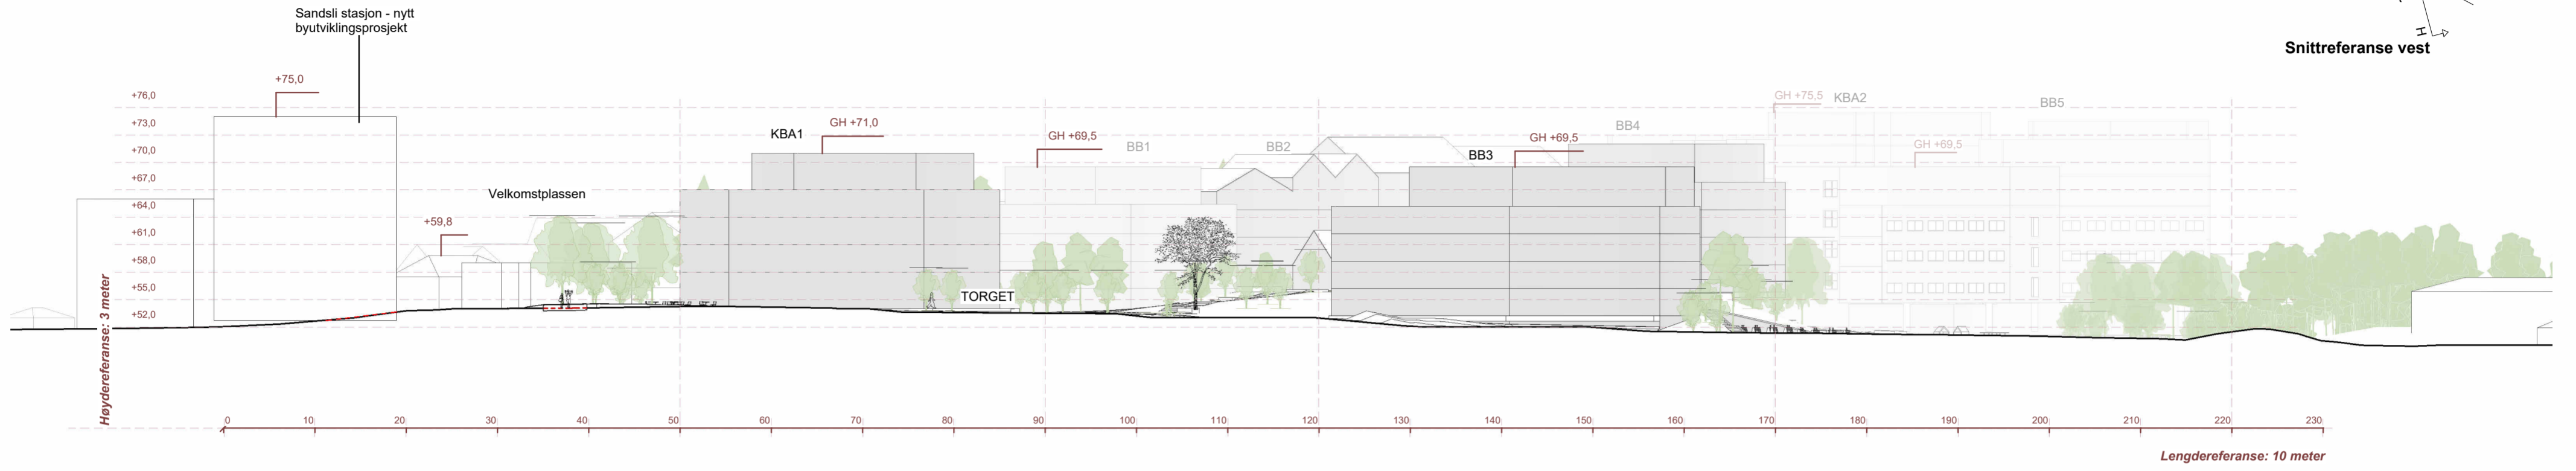 Sandsli stasjon - nytt
byutviklingsprosjekt
H
Snittreferanse vest
+75,0
+76,0
+73,0
+70,0
+67,0
+64,0
+61,0
+58,0
+55,0
+52,0
Høydereferanse: 3 meter
+59,8
Velkomstplassen
KBA1
GH +71,0
TORGET
GH +69,5
BB1
BB2
BB3
GH +69,5
BB4
GH +75,5
KBA2
GH +69,5
BB5
0 10 20 30 40 50 60 70 80 90 100 110 120 130 140 150 160 170 180 190 200 210 220 230
Lengdereferanse: 10 meter